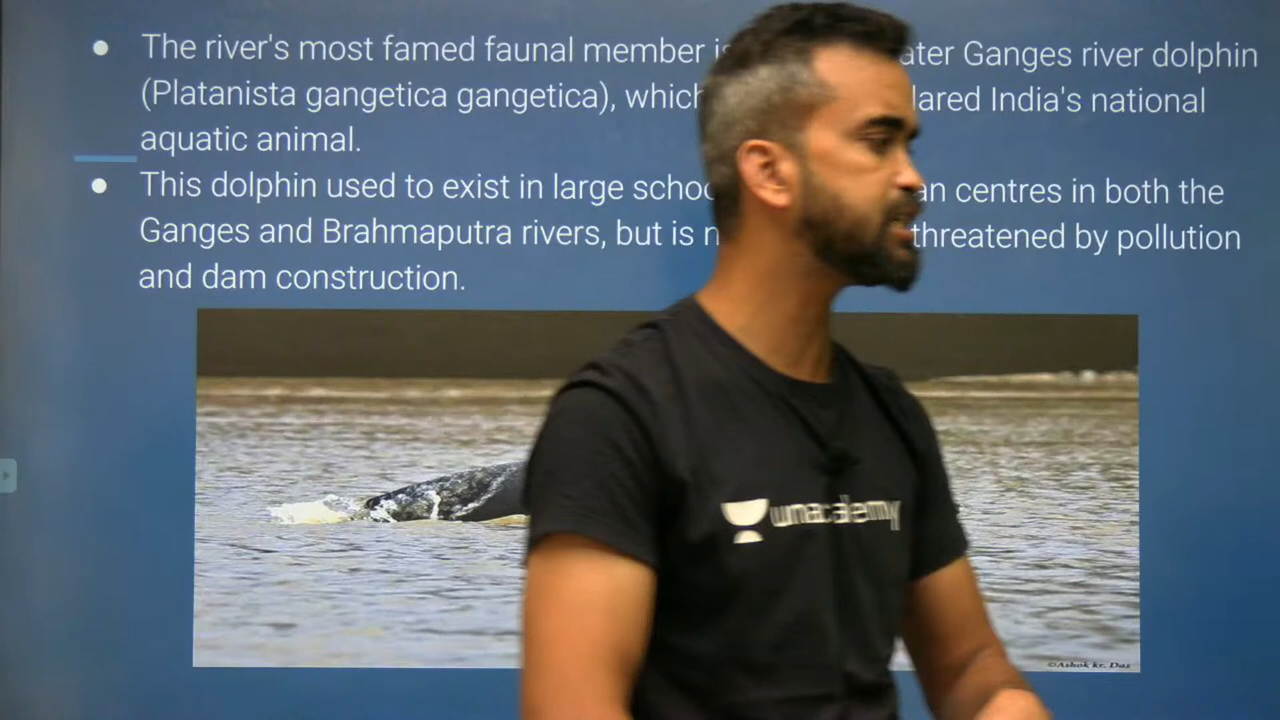 The river's most famed faunal member is ater Ganges river dolphin
(Platanista gangetica gangetica), which lared India's national
aquatic animal.
This dolphin used to exist in large schoo an centres in both the
Ganges and Brahmaputra rivers, but is n threatened by pollution
and dam construction.
unacademy
©Ashok kr. Das